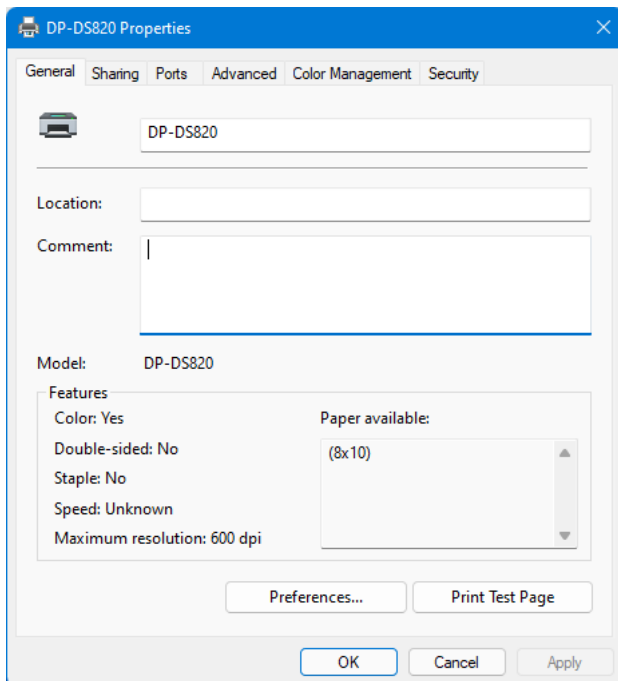 DP-DS820 Properties
General Sharing Ports Advanced Color Management Security
DP-DS820
Location:
Comment:
Model: DP-DS820
Features
Color: Yes
Double-sided: No
Staple: No
Speed: Unknown
Maximum resolution: 600 dpi
Paper available:
(8x10)
Preferences... Print Test Page
OK Cancel Apply